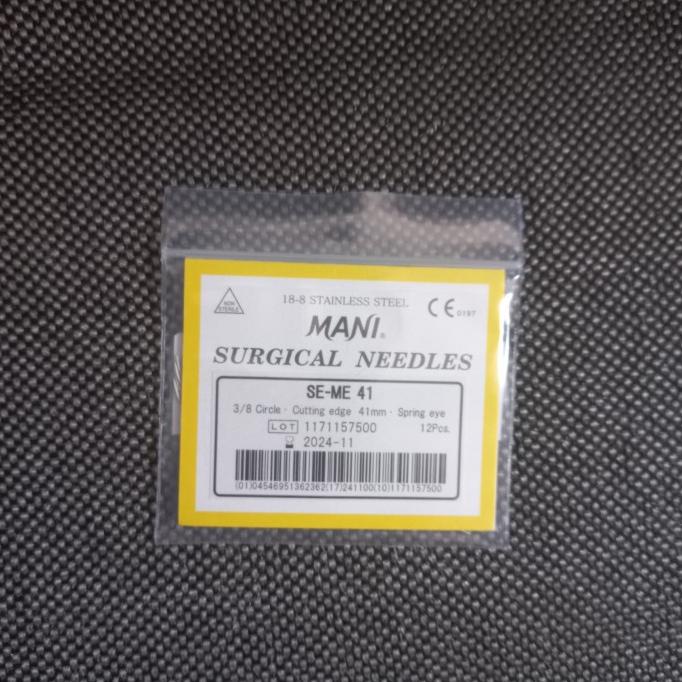 NON
STERILE
18-8 STAINLESS STEEL
CE 0197
MANI®
SURGICAL NEEDLES
SE-ME 41
3/8 Circle · Cutting edge 41mm · Spring eye
LOT 1171157500 12Pcs.
2024-11
(01)04546951362362(17)241100(10)1171157500